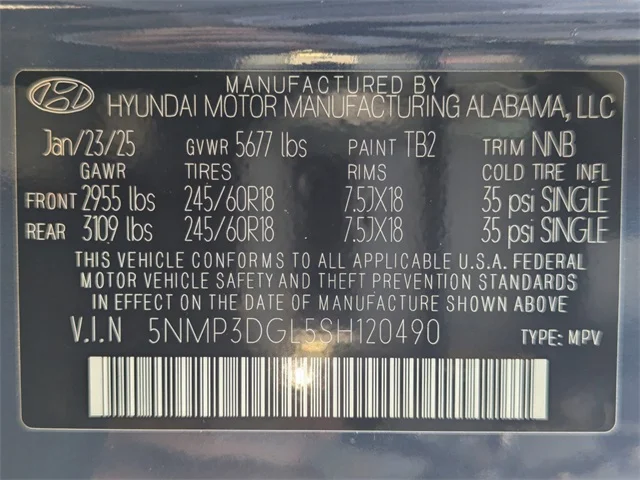 MANUFACTURED BY
HYUNDAI MOTOR MANUFACTURING ALABAMA, LLC
Jan/23/25 GVWR 5677 lbs PAINT TB2 TRIM NNB
GAWR TIRES RIMS COLD TIRE INFL
FRONT 2955 lbs 245/60R18 7.5JX18 35 psi SINGLE
REAR 3109 lbs 245/60R18 7.5JX18 35 psi SINGLE
THIS VEHICLE CONFORMS TO ALL APPLICABLE U.S.A. FEDERAL
MOTOR VEHICLE SAFETY AND THEFT PREVENTION STANDARDS
IN EFFECT ON THE DATE OF MANUFACTURE SHOWN ABOVE
V.I.N 5NMP3DGL5SH120490 TYPE: MPV